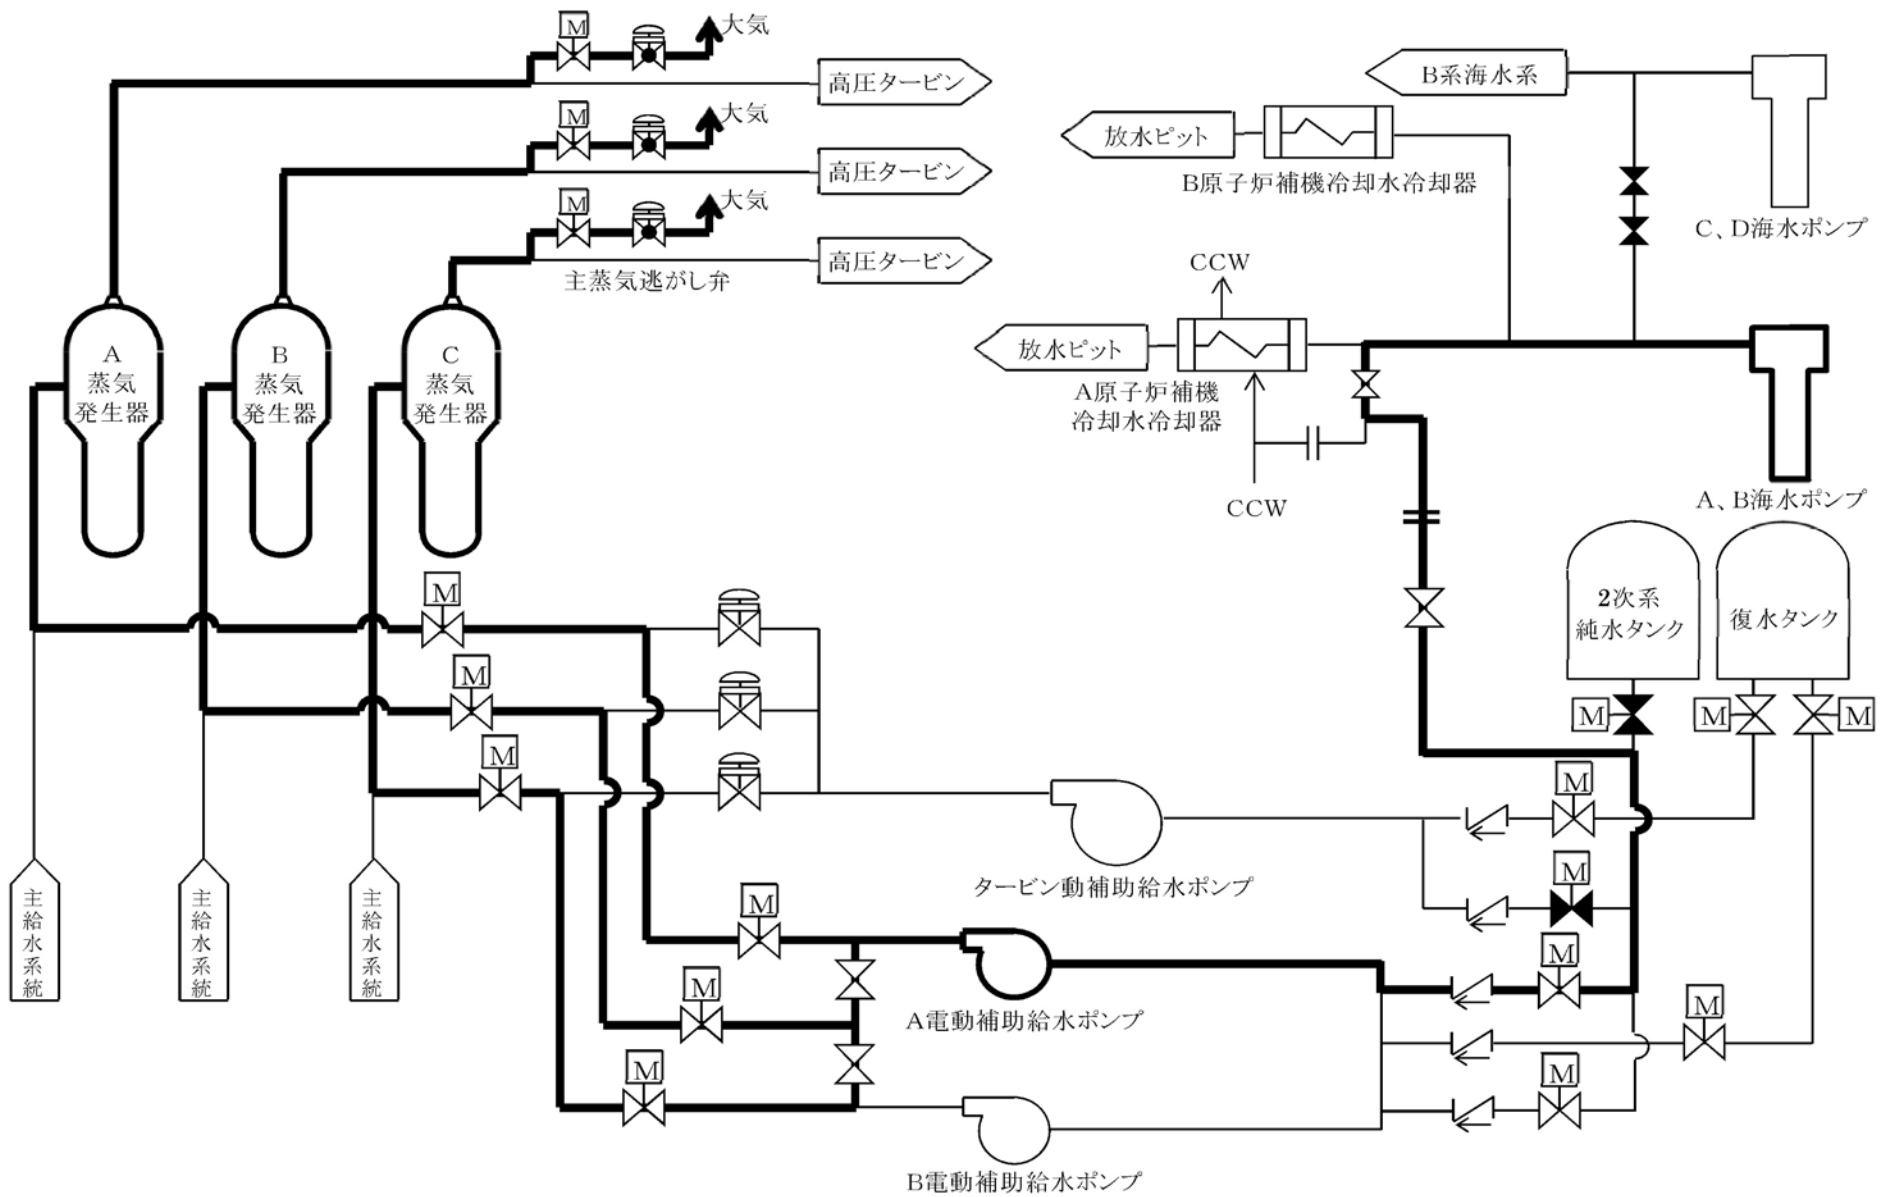 M
大気
高圧タービン
M
大気
高圧タービン
M
大気
高圧タービン
主蒸気逃がし弁
B系海水系
放水ピット
B原子炉補機冷却水冷却器
C、D海水ポンプ
CCW
放水ピット
A原子炉補機
冷却水冷却器
CCW
A、B海水ポンプ
A
蒸気
発生器
B
蒸気
発生器
C
蒸気
発生器
2次系
純水タンク
復水タンク
M
M
M
M
M
M
M
タービン動補助給水ポンプ
M
主給水系統
主給水系統
主給水系統
M
A電動補助給水ポンプ
M
M
M
M
M
B電動補助給水ポンプ